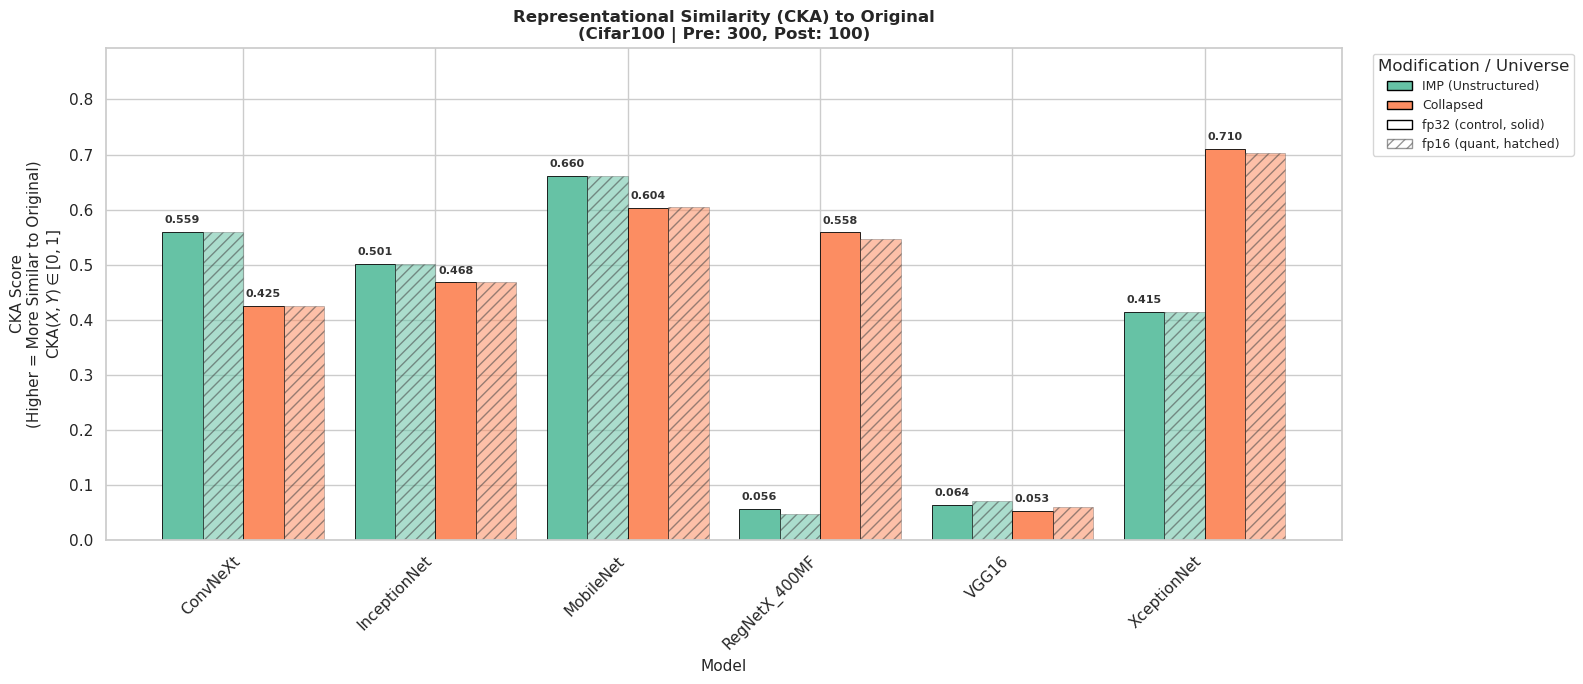 Representational Similarity (CKA) to Original
(Cifar100 | Pre: 300, Post: 100)
CKA Score
(Higher = More Similar to Original)
CKA(X, Y) ∈ [0, 1]
0.8
0.7
0.6
0.5
0.4
0.3
0.2
0.1
0.0
0.559
0.425
0.501
0.468
0.660
0.604
0.056
0.558
0.064
0.053
0.415
0.710
ConvNeXt
InceptionNet
MobileNet
RegNetX_400MF
VGG16
XceptionNet
Model
Modification / Universe
IMP (Unstructured)
Collapsed
fp32 (control, solid)
fp16 (quant, hatched)